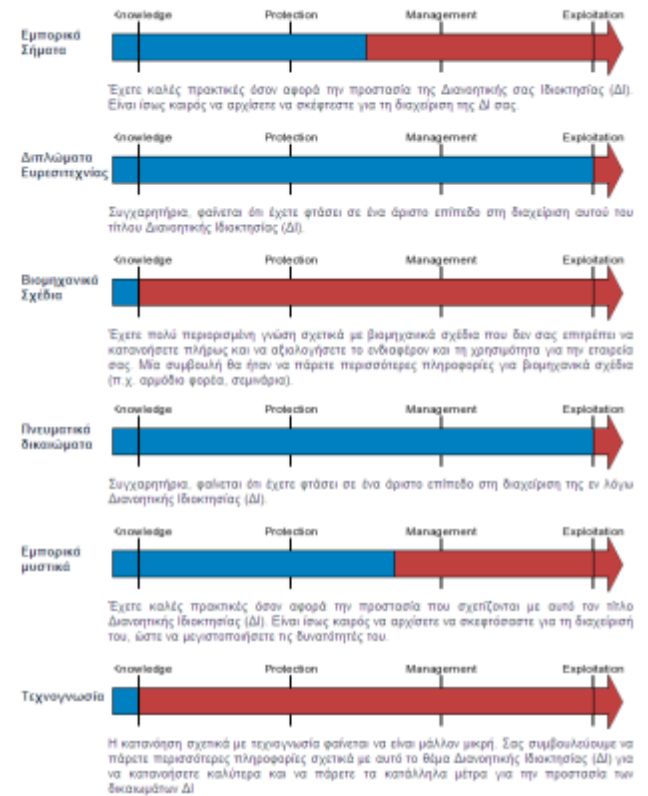 Knowledge Protection Management Exploitation
Εμπορικά
Σήματα
Έχετε καλές πρακτικές όσον αφορά την προστασία της Διανοητικής σας Ιδιοκτησίας (ΔΙ).
Είναι ίσως καιρός να αρχίσετε να σκέφτεστε για τη διαχείριση της ΔΙ σας.
Knowledge Protection Management Exploitation
Διπλώματα
Ευρεσιτεχνίας
Συγχαρητήρια, φαίνεται ότι έχετε φτάσει σε ένα άριστο επίπεδο στη διαχείριση αυτού του
τίτλου Διανοητικής Ιδιοκτησίας (ΔΙ).
Knowledge Protection Management Exploitation
Βιομηχανικά
Σχέδια
Έχετε πολύ περιορισμένη γνώση σχετικά με βιομηχανικά σχέδια που δεν σας επιτρέπει να
κατανοήσετε πλήρως και να αξιολογήσετε το ενδιαφέρον και τη χρησιμότητα για την εταιρεία
σας. Μία συμβουλή θα ήταν να πάρετε περισσότερες πληροφορίες για βιομηχανικά σχέδια
(π.χ. αρμόδιο φορέα, σεμινάρια).
Knowledge Protection Management Exploitation
Πνευματικά
δικαιώματα
Συγχαρητήρια, φαίνεται ότι έχετε φτάσει σε ένα άριστο επίπεδο στη διαχείριση της εν λόγω
Διανοητικής Ιδιοκτησίας (ΔΙ).
Knowledge Protection Management Exploitation
Εμπορικά
μυστικά
Έχετε καλές πρακτικές όσον αφορά την προστασία που σχετίζονται με αυτό τον τίτλο
Διανοητικής Ιδιοκτησίας (ΔΙ). Είναι ίσως καιρός να αρχίσετε να σκεφτόσαστε για τη διαχείρισή
του, ώστε να μεγιστοποιήσετε τις δυνατότητές του.
Knowledge Protection Management Exploitation
Τεχνογνωσία
Η κατανόηση σχετικά με τεχνογνωσία φαίνεται να είναι μάλλον μικρή. Σας συμβουλεύουμε να
πάρετε περισσότερες πληροφορίες σχετικά με αυτό το θέμα Διανοητικής Ιδιοκτησίας (ΔΙ) για
να κατανοήσετε καλύτερα και να πάρετε τα κατάλληλα μέτρα για την προστασία των
δικαιωμάτων ΔΙ